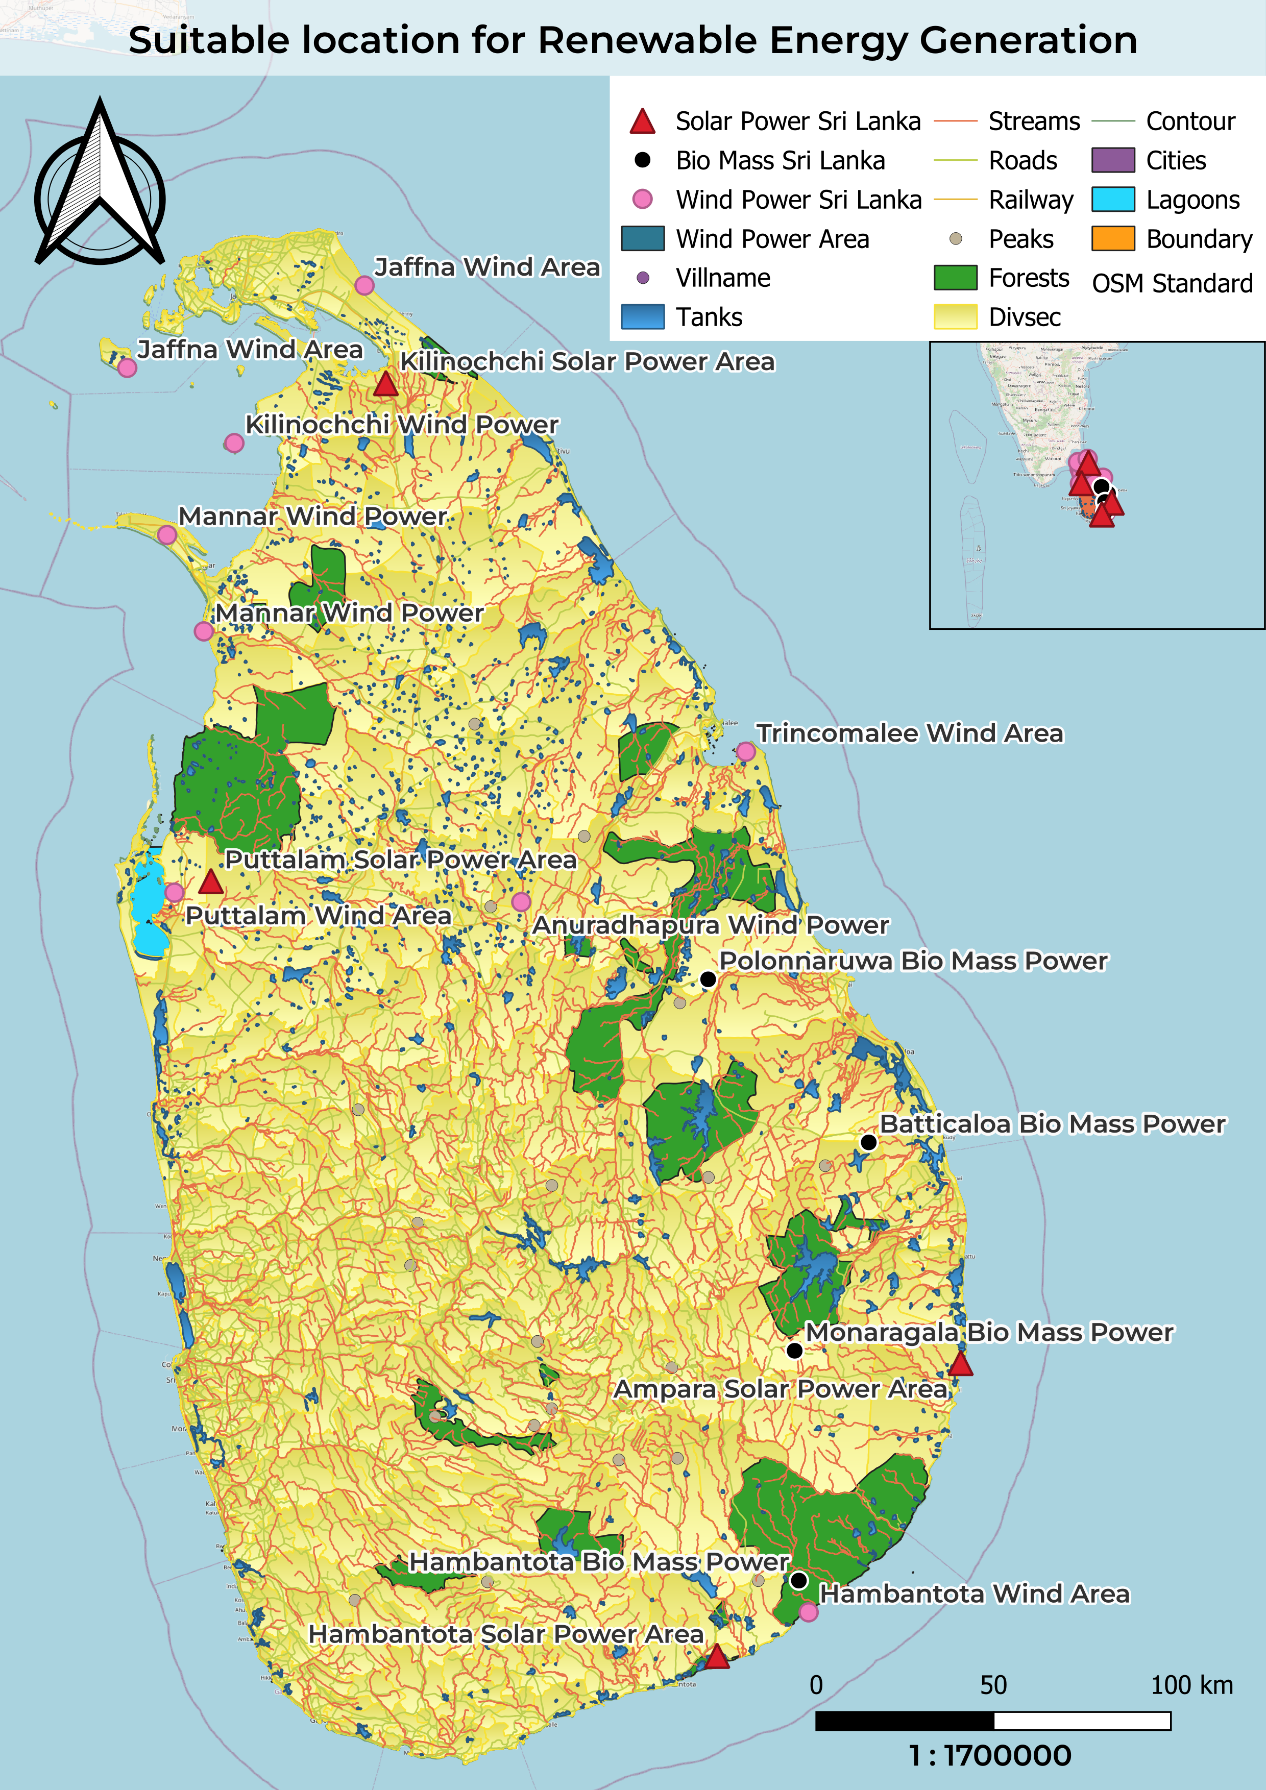 Suitable location for Renewable Energy Generation
Solar Power Sri Lanka
Streams
Contour
Bio Mass Sri Lanka
Roads
Cities
Wind Power Sri Lanka
Railway
Lagoons
Wind Power Area
Peaks
Boundary
Villname
Forests
OSM Standard
Tanks
Divsec
Jaffna Wind Area
Jaffna Wind Area
Kilinochchi Solar Power Area
Kilinochchi Wind Power
Mannar Wind Power
Mannar Wind Power
Trincomalee Wind Area
Puttalam Solar Power Area
Puttalam Wind Area
Anuradhapura Wind Power
Polonnaruwa Bio Mass Power
Batticaloa Bio Mass Power
Monaragala Bio Mass Power
Ampara Solar Power Area
Hambantota Bio Mass Power
Hambantota Wind Area
Hambantota Solar Power Area
0 50 100 km
1 : 1700000